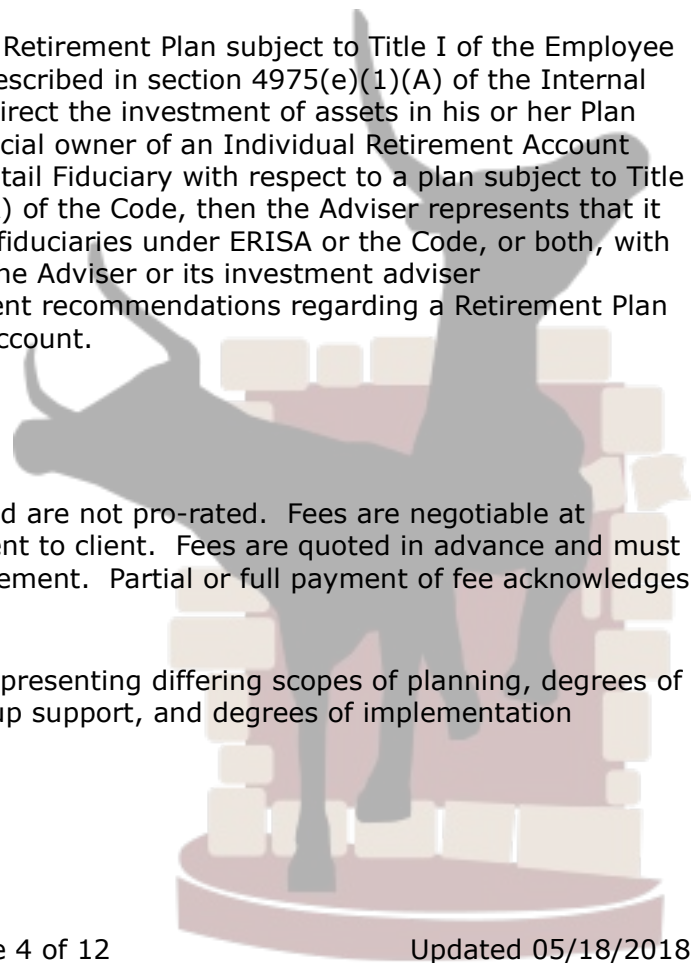 Retirement Plan subject to Title I of the Employee
escribed in section 4975(e)(1)(A) of the Internal
irect the investment of assets in his or her Plan
cial owner of an Individual Retirement Account
tail Fiduciary with respect to a plan subject to Title
) of the Code, then the Adviser represents that it
fiduciaries under ERISA or the Code, or both, with
he Adviser or its investment adviser
ent recommendations regarding a Retirement Plan
ccount.
d are not pro-rated.  Fees are negotiable at
ent to client.  Fees are quoted in advance and must
ement.  Partial or full payment of fee acknowledges
presenting differing scopes of planning, degrees of
up support, and degrees of implementation
e 4 of 12 Updated 05/18/2018